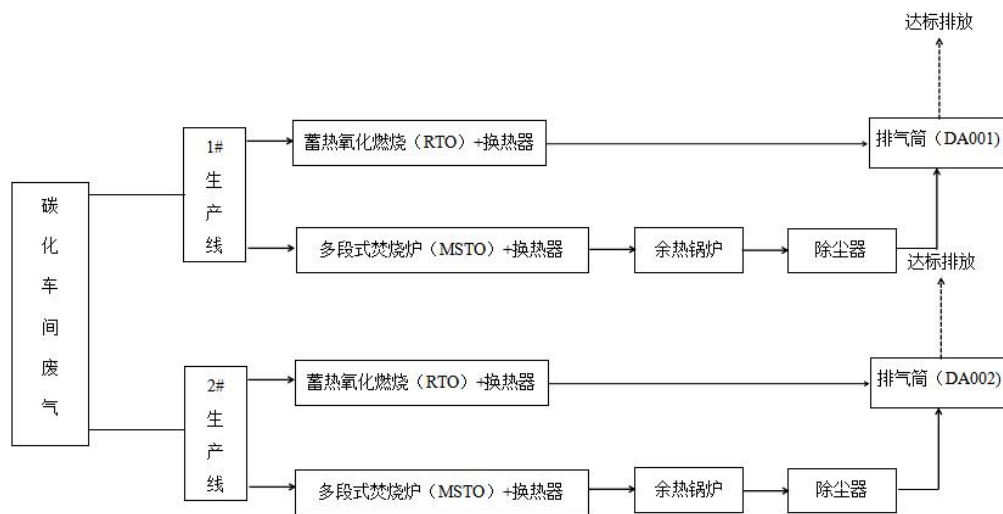 达标排放
蓄热氧化燃烧（RTO）+换热器
排气筒（DA001)
1#
生
产
线
碳
化
车
间
废
气
多段式焚烧炉（MSTO）+换热器
余热锅炉
除尘器
达标排放
蓄热氧化燃烧（RTO）+换热器
排气筒（DA002)
2#
生
产
线
多段式焚烧炉（MSTO）+换热器
余热锅炉
除尘器